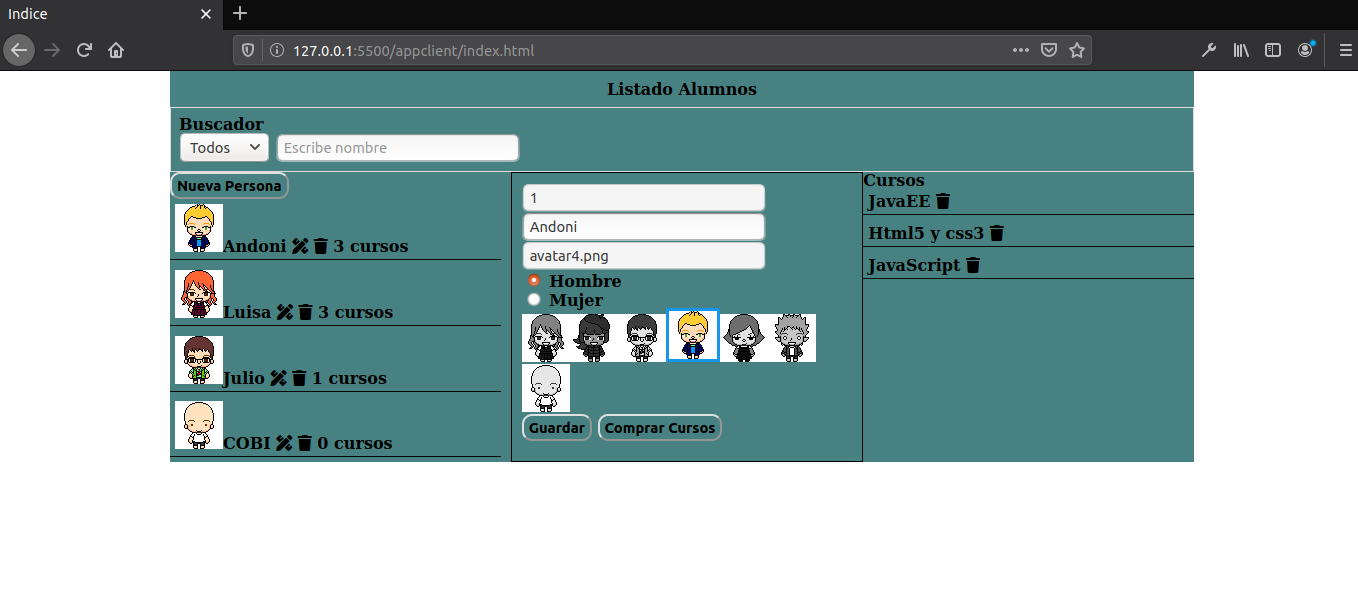 Indice
127.0.0.1:5500/appclient/index.html
Listado Alumnos
Buscador
Todos
Escribe nombre
Nueva Persona
Andoni 3 cursos
Luisa 3 cursos
Julio 1 cursos
COBI 0 cursos
1
Andoni
avatar4.png
Hombre
Mujer
Guardar Comprar Cursos
Cursos
JavaEE
Html5 y css3
JavaScript